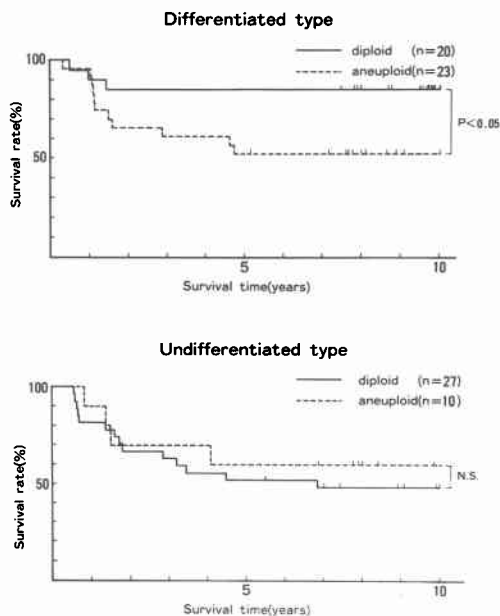 Differentiated type
diploid (n=20)
aneuploid(n=23)
100
50
Survival rate(%)
P<0.05
5
10
Survival time(years)
Undifferentiated type
diploid (n=27)
aneuploid(n=10)
100
50
Survival rate(%)
N.S.
5
10
Survival time(years)